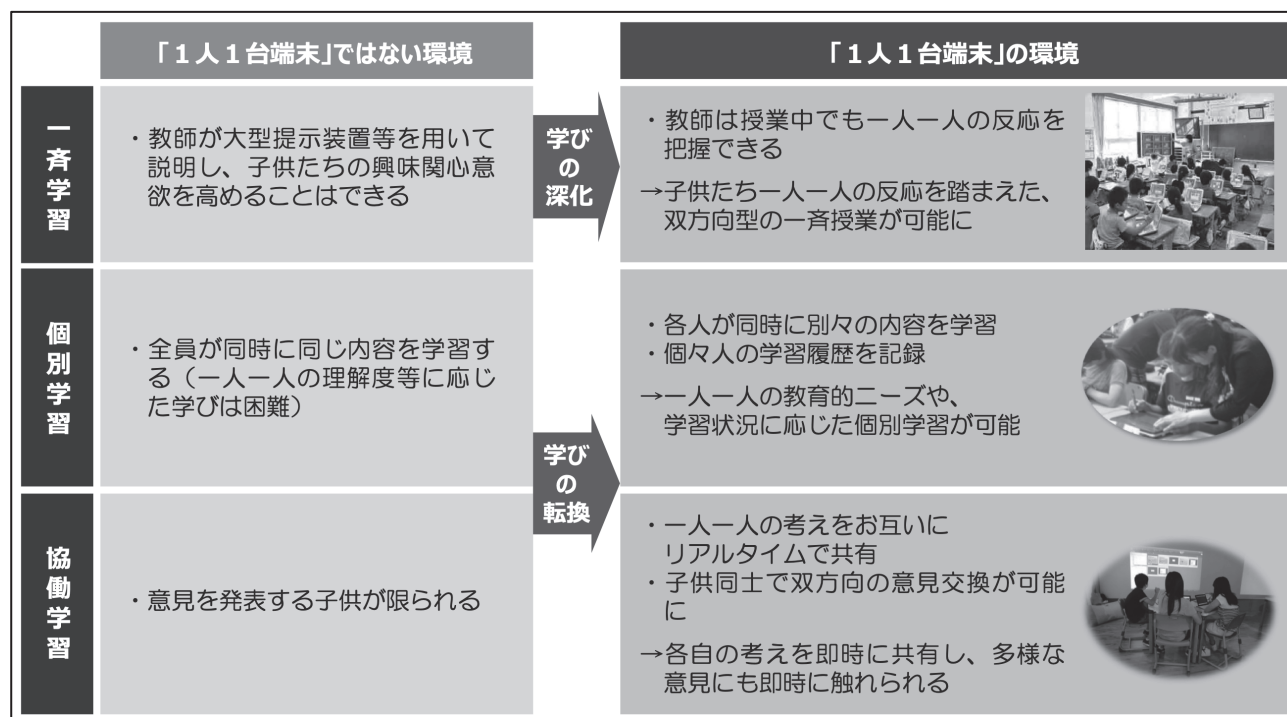 「1人1台端末」ではない環境
「1人1台端末」の環境
一斉学習
・教師が大型提示装置等を用いて
説明し、子供たちの興味関心意
欲を高めることはできる
学び
の
深化
・教師は授業中でも一人一人の反応を
把握できる
→子供たち一人一人の反応を踏まえた、
双方向型の一斉授業が可能に
個別学習
・全員が同時に同じ内容を学習す
る（一人一人の理解度等に応じ
た学びは困難）
学び
の
転換
・各人が同時に別々の内容を学習
・個々人の学習履歴を記録
→一人一人の教育的ニーズや、
学習状況に応じた個別学習が可能
協働学習
・意見を発表する子供が限られる
・一人一人の考えをお互いに
リアルタイムで共有
・子供同士で双方向の意見交換が可能
に
→各自の考えを即時に共有し、多様な
意見にも即時に触れられる